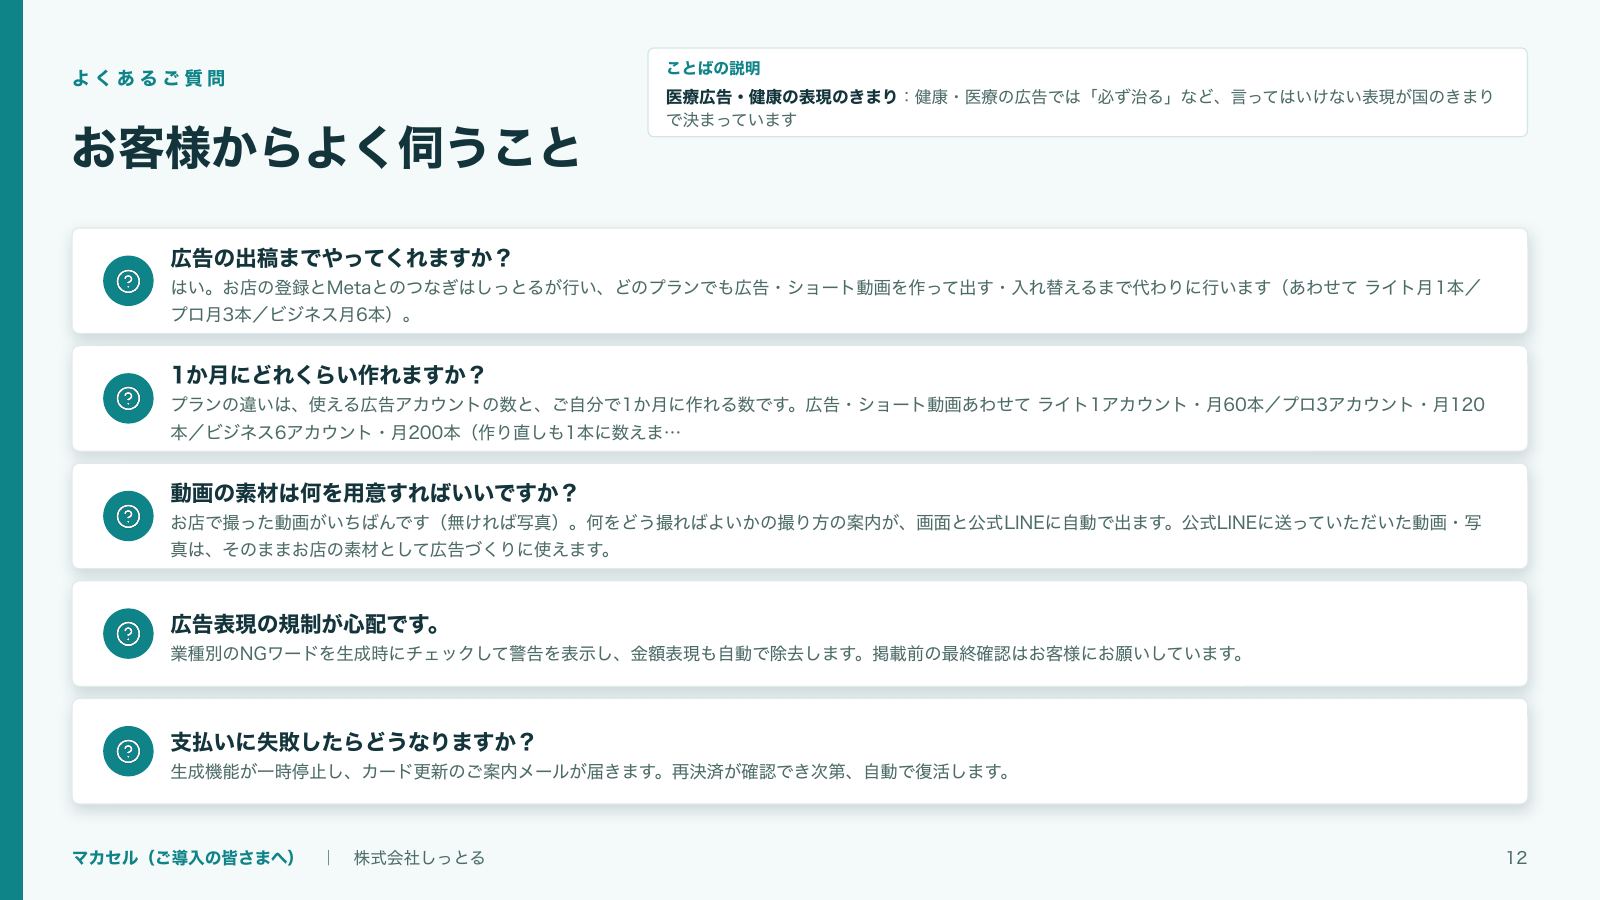 よくあるご質問
お客様からよく伺うこと
ことばの説明
医療広告・健康の表現のきまり：健康・医療の広告では「必ず治る」など、言ってはいけない表現が国のきまり
で決まっています
広告の出稿までやってくれますか？
はい。お店の登録とMetaとのつなぎはしっとるが行い、どのプランでも広告・ショート動画を作って出す・入れ替えるまで代わりに行います（あわせて ライト月1本／
プロ月3本／ビジネス月6本）。
1か月にどれくらい作れますか？
プランの違いは、使える広告アカウントの数と、ご自分で1か月に作れる数です。広告・ショート動画あわせて ライト1アカウント・月60本／プロ3アカウント・月120
本／ビジネス6アカウント・月200本（作り直しも1本に数えま…
動画の素材は何を用意すればいいですか？
お店で撮った動画がいちばんです（無ければ写真）。何をどう撮ればよいかの撮り方の案内が、画面と公式LINEに自動で出ます。公式LINEに送っていただいた動画・写
真は、そのままお店の素材として広告づくりに使えます。
広告表現の規制が心配です。
業種別のNGワードを生成時にチェックして警告を表示し、金額表現も自動で除去します。掲載前の最終確認はお客様にお願いしています。
支払いに失敗したらどうなりますか？
生成機能が一時停止し、カード更新のご案内メールが届きます。再決済が確認でき次第、自動で復活します。
マカセル（ご導入の皆さまへ） ｜ 株式会社しっとる
12